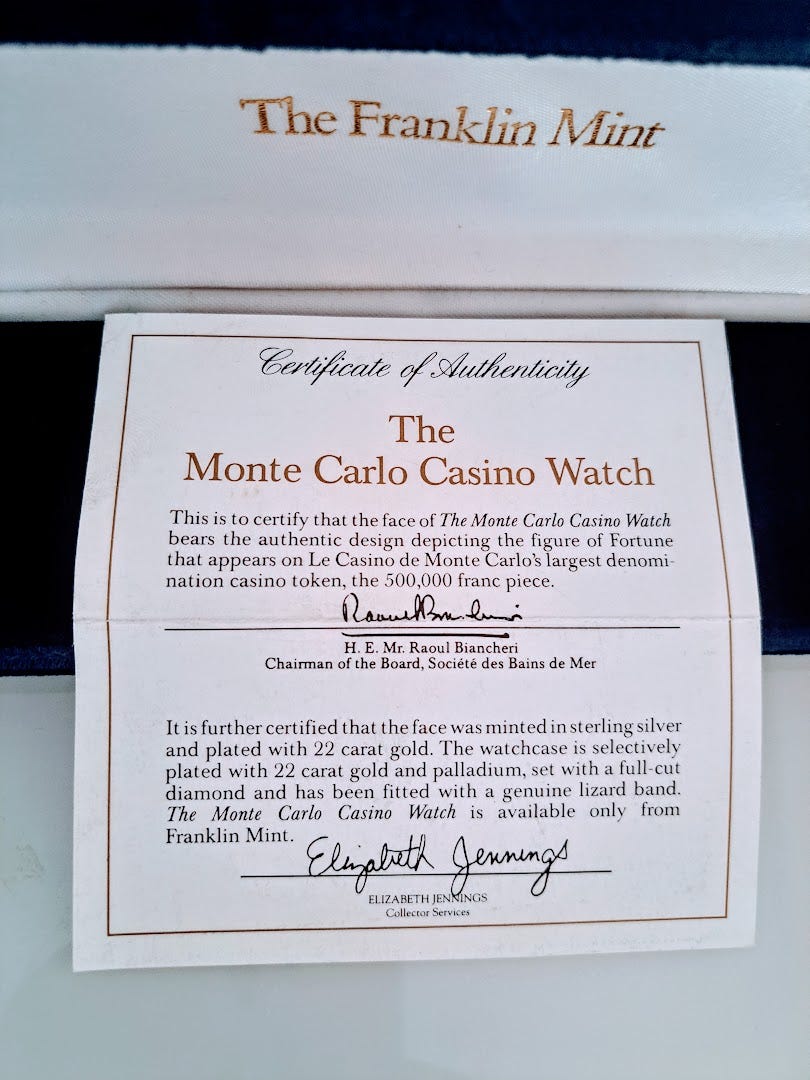 The Franklin Mint
Certificate of Authenticity
The
Monte Carlo Casino Watch
This is to certify that the face of The Monte Carlo Casino Watch
bears the authentic design depicting the figure of Fortune
that appears on Le Casino de Monte Carlo's largest denomi-
nation casino token, the 500,000 franc piece.
H. E. Mr. Raoul Biancheri
Chairman of the Board, Société des Bains de Mer
It is further certified that the face was minted in sterling silver
and plated with 22 carat gold. The watchcase is selectively
plated with 22 carat gold and palladium, set with a full-cut
diamond and has been fitted with a genuine lizard band.
The Monte Carlo Casino Watch is available only from
Franklin Mint.
Elizabeth Jennings
ELIZABETH JENNINGS
Collector Services